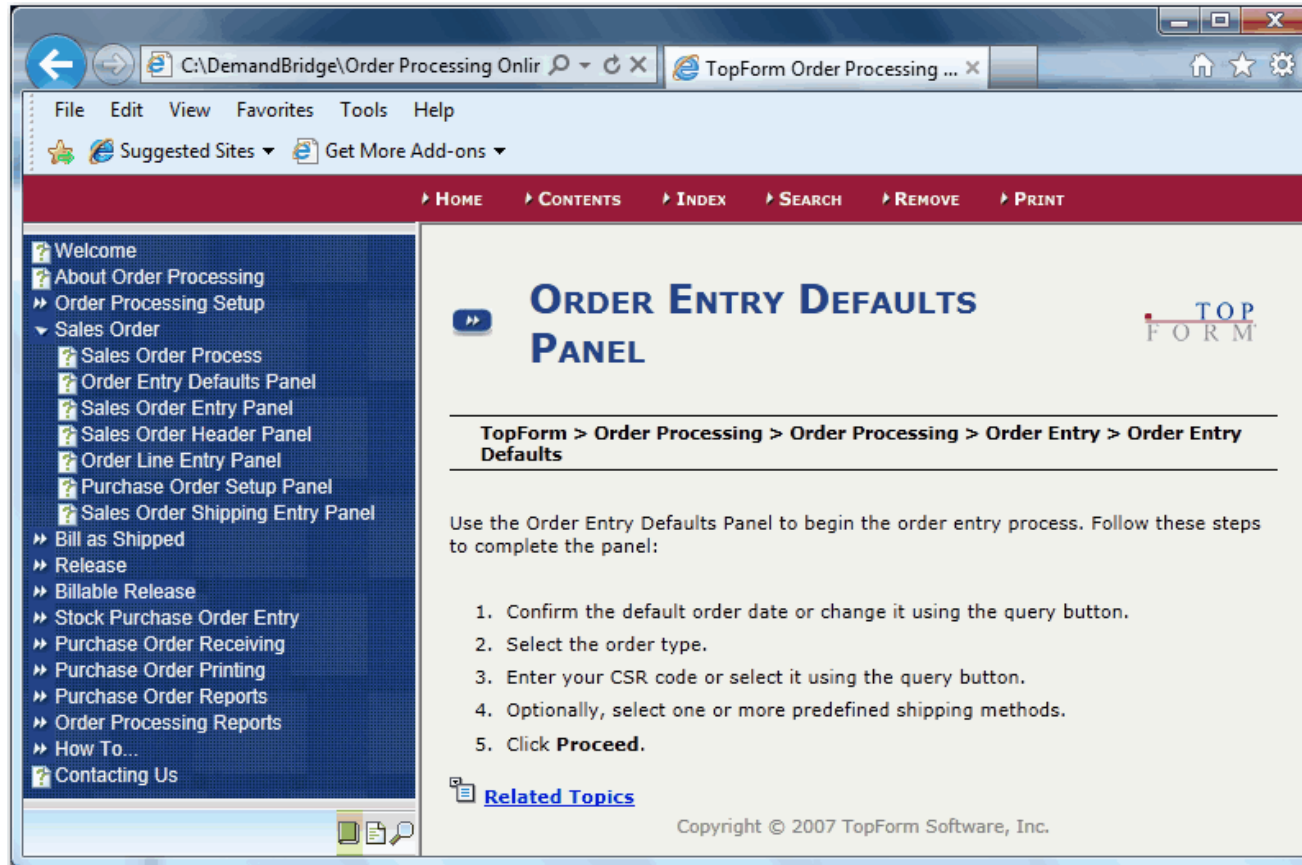 C:\DemandBridge\Order Processing Onlir
TopForm Order Processing ...
File Edit View Favorites Tools Help
Suggested Sites Get More Add-ons
HOME CONTENTS INDEX SEARCH REMOVE PRINT
Welcome
About Order Processing
Order Processing Setup
Sales Order
Sales Order Process
Order Entry Defaults Panel
Sales Order Entry Panel
Sales Order Header Panel
Order Line Entry Panel
Purchase Order Setup Panel
Sales Order Shipping Entry Panel
Bill as Shipped
Release
Billable Release
Stock Purchase Order Entry
Purchase Order Receiving
Purchase Order Printing
Purchase Order Reports
Order Processing Reports
How To...
Contacting Us
ORDER ENTRY DEFAULTS
PANEL
TOP
FORM
TopForm > Order Processing > Order Processing > Order Entry > Order Entry
Defaults
Use the Order Entry Defaults Panel to begin the order entry process. Follow these steps
to complete the panel:
1. Confirm the default order date or change it using the query button.
2. Select the order type.
3. Enter your CSR code or select it using the query button.
4. Optionally, select one or more predefined shipping methods.
5. Click Proceed.
Related Topics
Copyright © 2007 TopForm Software, Inc.